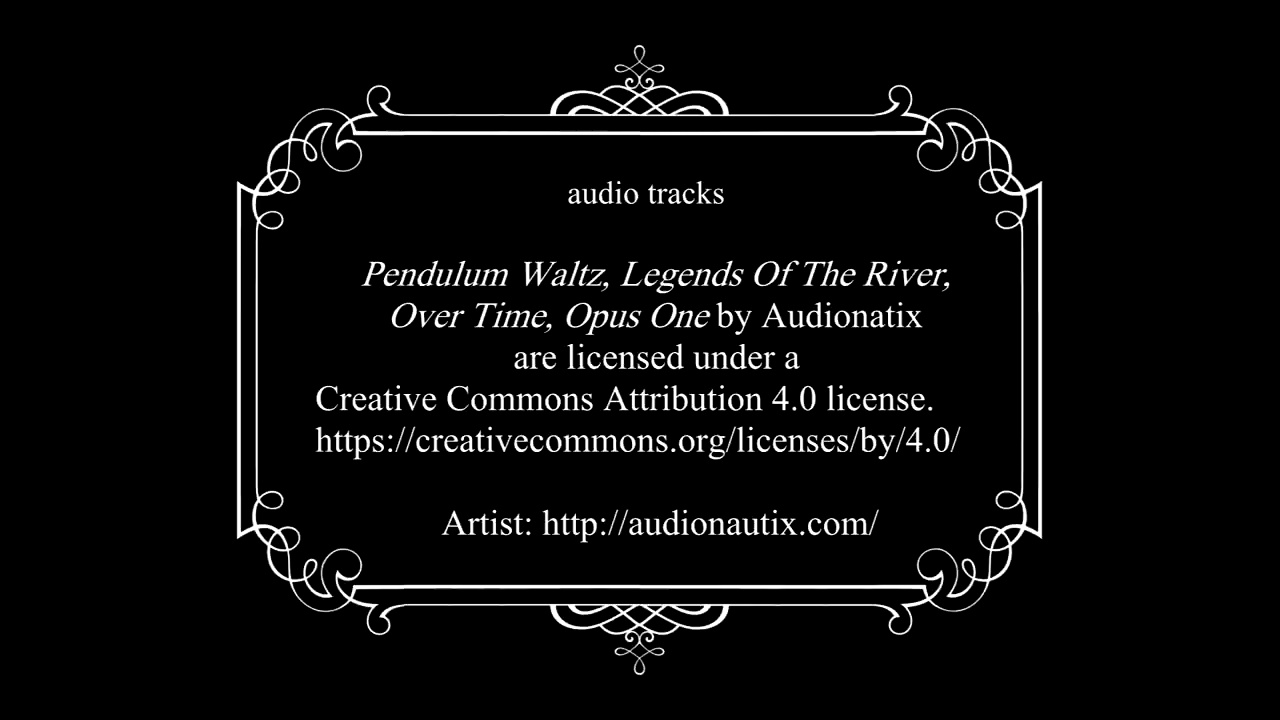 audio tracks
Pendulum Waltz, Legends Of The River,
Over Time, Opus One by Audionatix
are licensed under a
Creative Commons Attribution 4.0 license.
https://creativecommons.org/licenses/by/4.0/
Artist: http://audionautix.com/